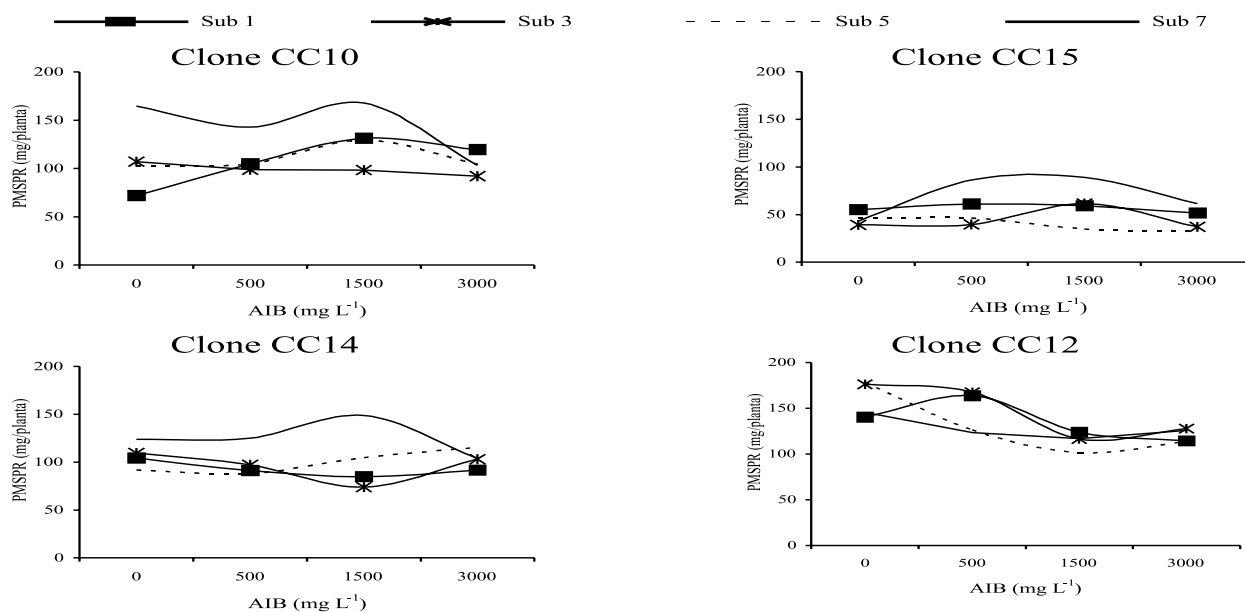 Sub 1 Sub 3 Sub 5 Sub 7
Clone CC10
PMSPR (mg/planta)
200
150
100
50
0
0 500 1500 3000
AIB (mg L⁻¹)
Clone CC15
PMSPR (mg/planta)
200
150
100
50
0
0 500 1500 3000
AIB (mg L⁻¹)
Clone CC14
PMSPR (mg/planta)
200
150
100
50
0
0 500 1500 3000
AIB (mg L⁻¹)
Clone CC12
PMSPR (mg/planta)
200
150
100
50
0
0 500 1500 3000
AIB (mg L⁻¹)